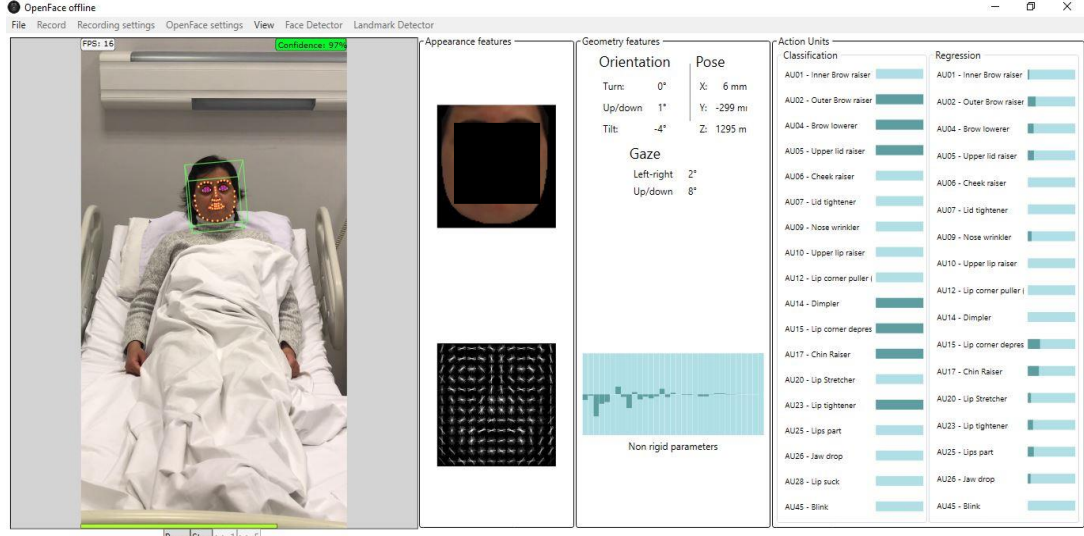 OpenFace offline
File Record Recording settings OpenFace settings View Face Detector Landmark Detector
FPS: 16
Confidence: 97%
Appearance features
Geometry features
Orientation
Turn: 0°
Up/down 1°
Tilt: -4°
Pose
X: 6 mm
Y: -299 m
Z: 1295 m
Gaze
Left-right 2°
Up/down 8°
Non rigid parameters
Action Units
Classification
AU01 - Inner Brow raiser
AU02 - Outer Brow raiser
AU04 - Brow lowerer
AU05 - Upper lid raiser
AU06 - Cheek raiser
AU07 - Lid tightener
AU09 - Nose wrinkler
AU10 - Upper lip raiser
AU12 - Lip corner puller (
AU14 - Dimpler
AU15 - Lip corner depres
AU17 - Chin Raiser
AU20 - Lip Stretcher
AU23 - Lip tightener
AU25 - Lips part
AU26 - Jaw drop
AU28 - Lip suck
AU45 - Blink
Regression
AU01 - Inner Brow raiser
AU02 - Outer Brow raiser
AU04 - Brow lowerer
AU05 - Upper lid raiser
AU06 - Cheek raiser
AU07 - Lid tightener
AU09 - Nose wrinkler
AU10 - Upper lip raiser
AU12 - Lip corner puller (
AU14 - Dimpler
AU15 - Lip corner depres
AU17 - Chin Raiser
AU20 - Lip Stretcher
AU23 - Lip tightener
AU25 - Lips part
AU26 - Jaw drop
AU45 - Blink